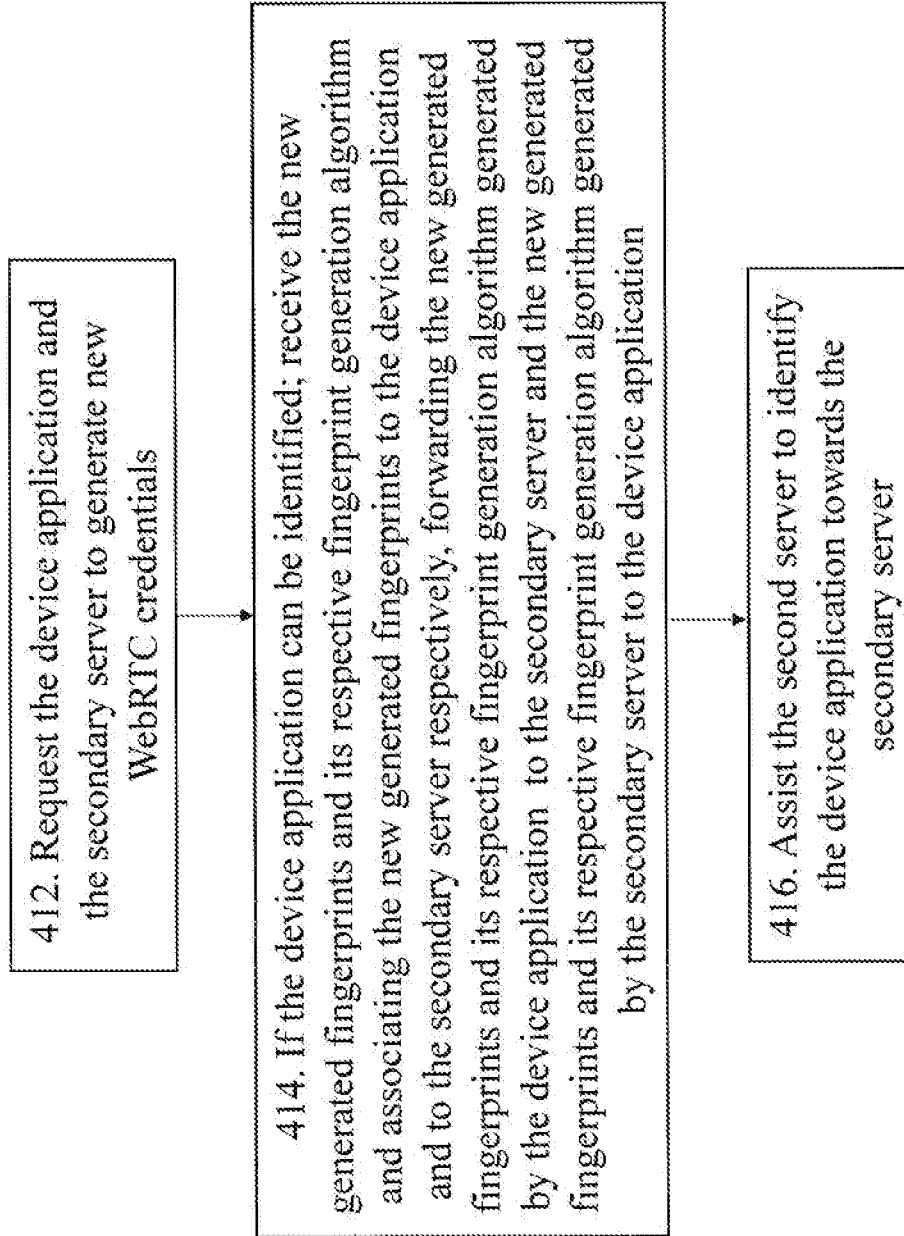 412. Request the device application and
the secondary server to generate new
WebRTC credentials
414. If the device application can be identified; receive the new
generated fingerprints and its respective fingerprint generation algorithm
and associating the new generated fingerprints to the device application
and to the secondary server respectively, forwarding the new generated
fingerprints and its respective fingerprint generation algorithm generated
by the device application to the secondary server and the new generated
fingerprints and its respective fingerprint generation algorithm generated
by the secondary server to the device application
416. Assist the second server to identify
the device application towards the
secondary server